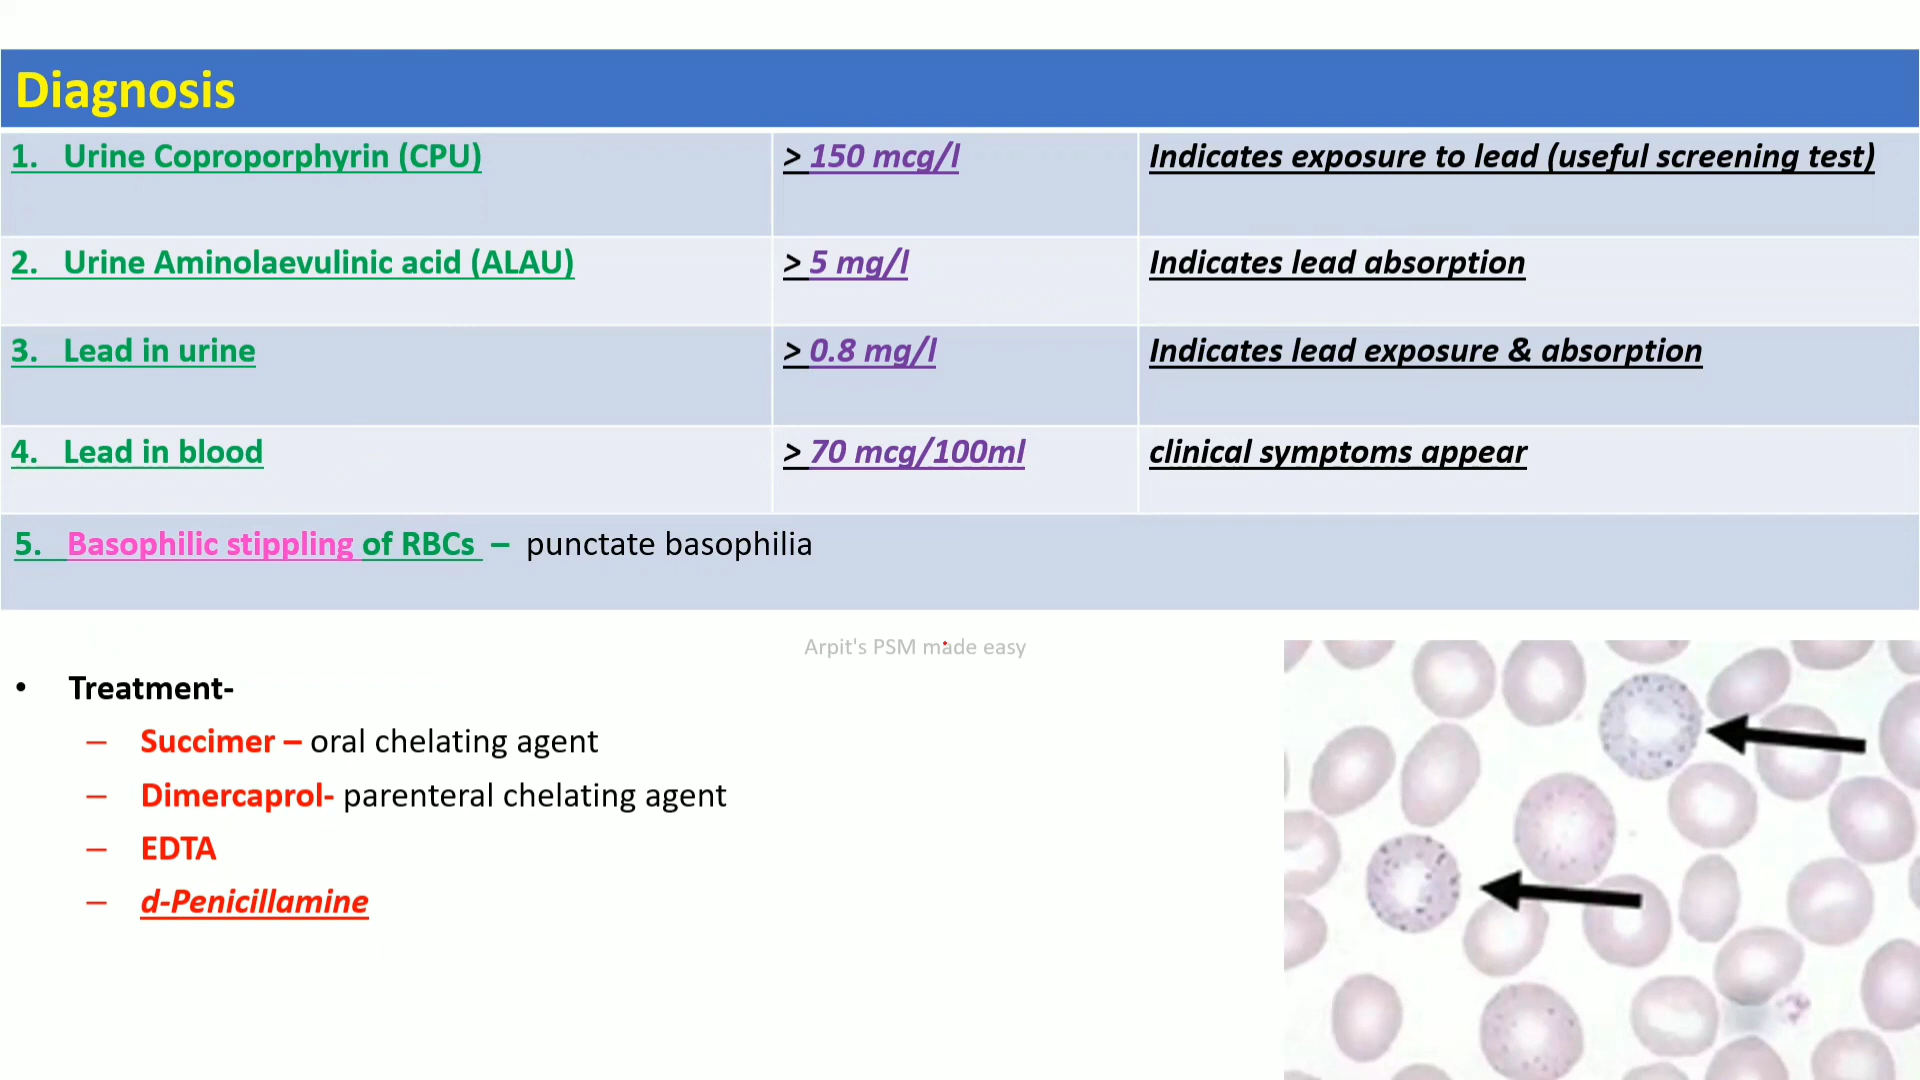 Diagnosis
1. Urine Coproporphyrin (CPU) > 150 mcg/l Indicates exposure to lead (useful screening test)
2. Urine Aminolaevulinic acid (ALAU) > 5 mg/l Indicates lead absorption
3. Lead in urine > 0.8 mg/l Indicates lead exposure & absorption
4. Lead in blood > 70 mcg/100ml clinical symptoms appear
5. Basophilic stippling of RBCs – punctate basophilia
Arpit's PSM made easy
• Treatment-
– Succimer – oral chelating agent
– Dimercaprol- parenteral chelating agent
– EDTA
– d-Penicillamine